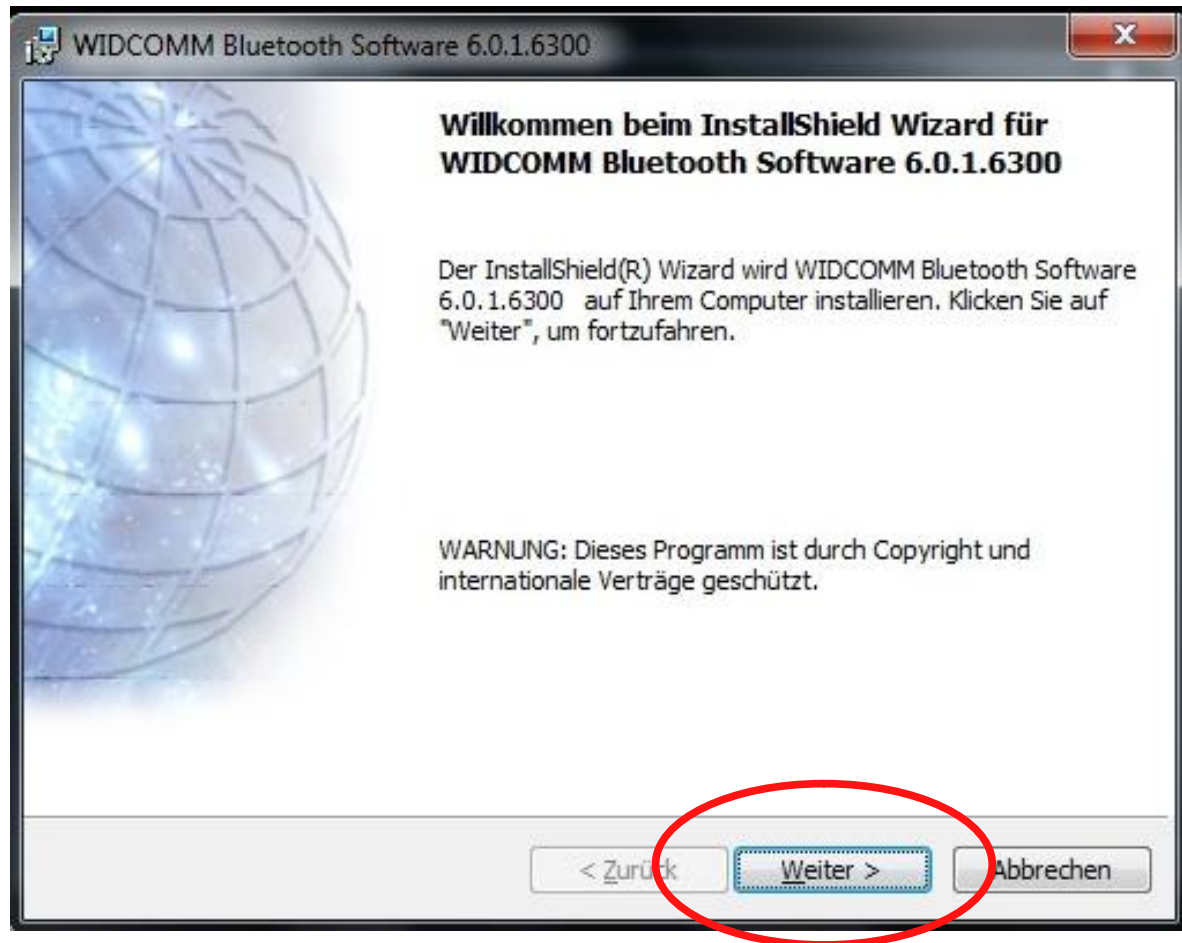 WIDCOMM Bluetooth Software 6.0.1.6300
x
Willkommen beim InstallShield Wizard für
WIDCOMM Bluetooth Software 6.0.1.6300
Der InstallShield(R) Wizard wird WIDCOMM Bluetooth Software
6.0.1.6300 auf Ihrem Computer installieren. Klicken Sie auf
"Weiter", um fortzufahren.
WARNUNG: Dieses Programm ist durch Copyright und
internationale Verträge geschützt.
< Zurück
Weiter >
Abbrechen